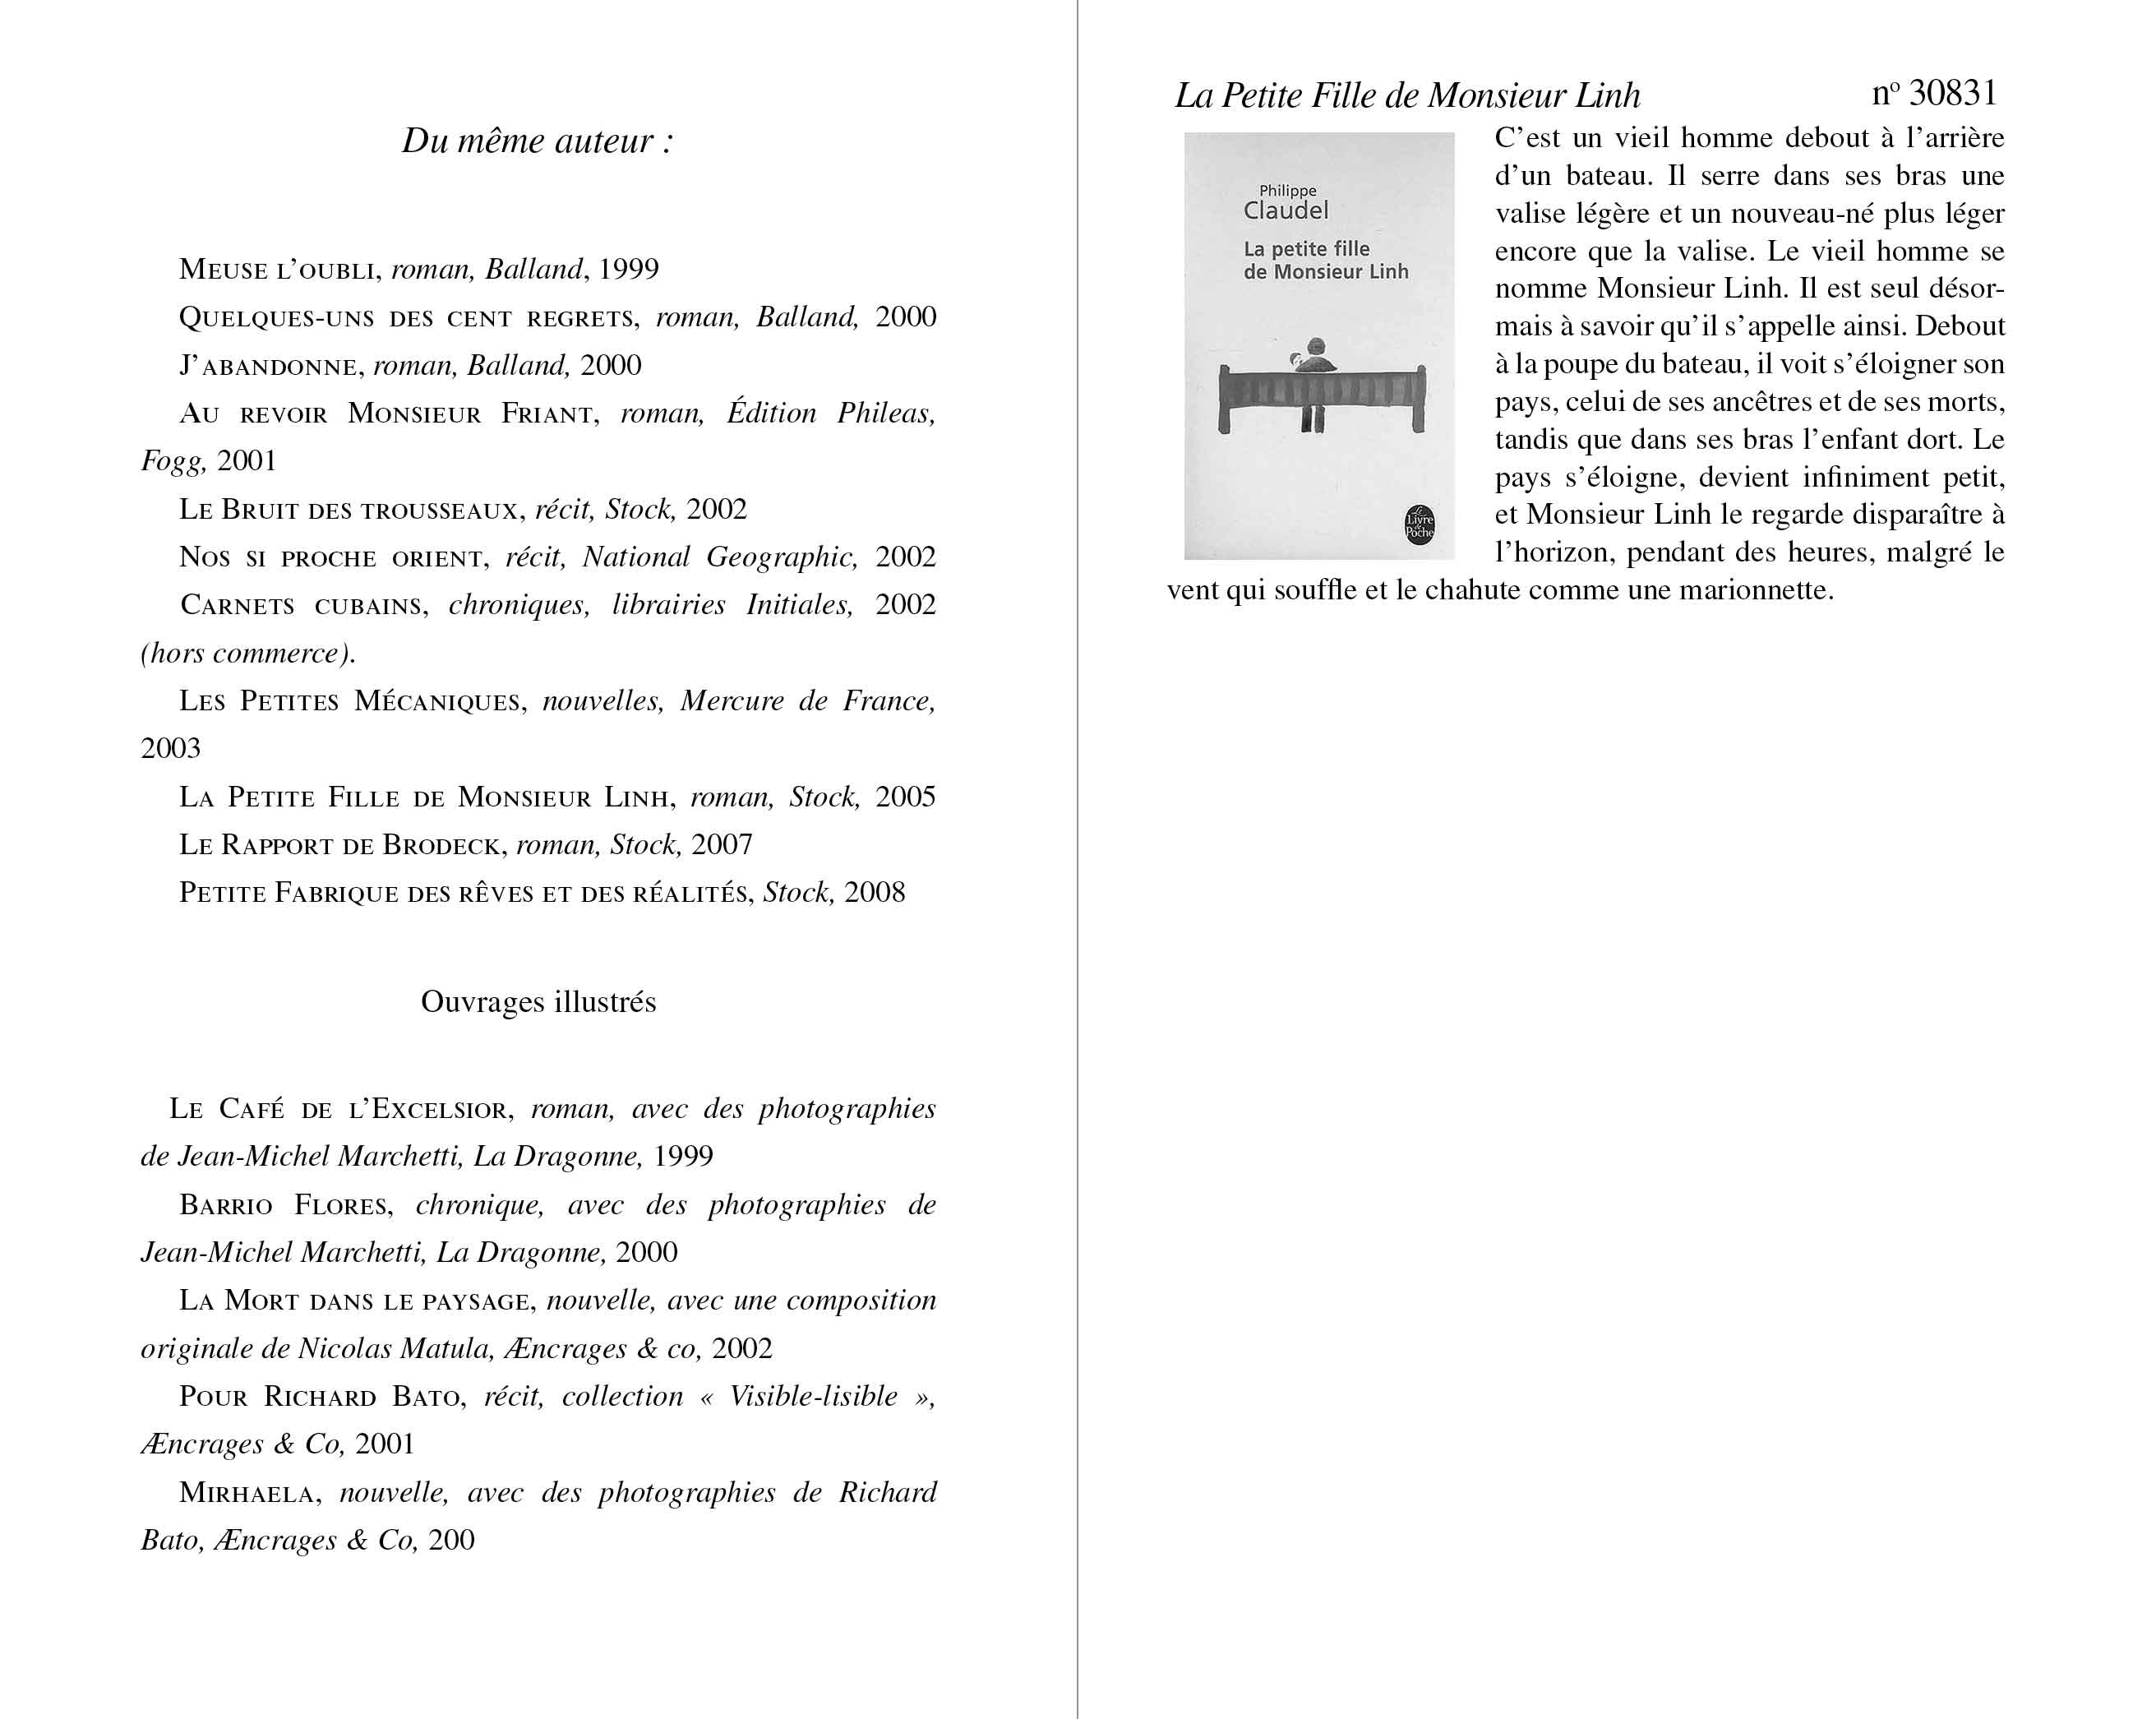 Du même auteur :
Meuse l’oubli, roman, Balland, 1999
Quelques-uns des cent regrets, roman, Balland, 2000
J’abandonne, roman, Balland, 2000
Au revoir Monsieur Friant, roman, Édition Phileas,
Fogg, 2001
Le Bruit des trousseaux, récit, Stock, 2002
Nos si proche orient, récit, National Geographic, 2002
Carnets cubains, chroniques, librairies Initiales, 2002
(hors commerce).
Les Petites Mécaniques, nouvelles, Mercure de France,
2003
La Petite Fille de Monsieur Linh, roman, Stock, 2005
Le Rapport de Brodeck, roman, Stock, 2007
Petite Fabrique des rêves et des réalités, Stock, 2008
Ouvrages illustrés
Le Café de l’Excelsior, roman, avec des photographies
de Jean-Michel Marchetti, La Dragonne, 1999
Barrio Flores, chronique, avec des photographies de
Jean-Michel Marchetti, La Dragonne, 2000
La Mort dans le paysage, nouvelle, avec une composition
originale de Nicolas Matula, Æncrages & co, 2002
Pour Richard Bato, récit, collection « Visible-lisible »,
Æncrages & Co, 2001
Mirhaela, nouvelle, avec des photographies de Richard
Bato, Æncrages & Co, 200
La Petite Fille de Monsieur Linh nº 30831
Philippe
Claudel
La petite fille
de Monsieur Linh
Le
Livre
de
Poche
C’est un vieil homme debout à l’arrière
d’un bateau. Il serre dans ses bras une
valise légère et un nouveau-né plus léger
encore que la valise. Le vieil homme se
nomme Monsieur Linh. Il est seul désor-
mais à savoir qu’il s’appelle ainsi. Debout
à la poupe du bateau, il voit s’éloigner son
pays, celui de ses ancêtres et de ses morts,
tandis que dans ses bras l’enfant dort. Le
pays s’éloigne, devient infiniment petit,
et Monsieur Linh le regarde disparaître à
l’horizon, pendant des heures, malgré le
vent qui souffle et le chahute comme une marionnette.